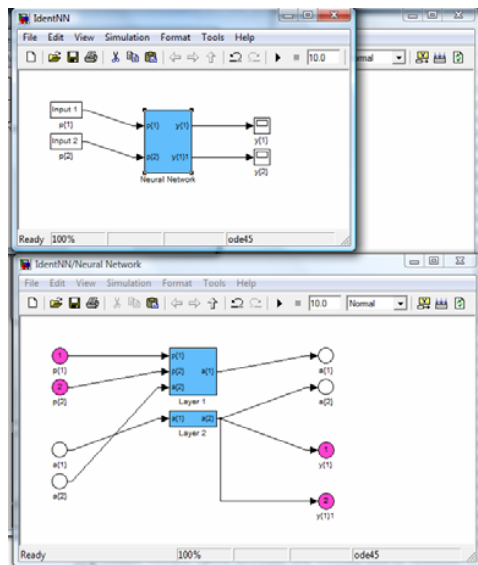 IdentNN
File Edit View Simulation Format Tools Help
10.0
mal
Input 1
p{1}
Input 2
p{2}
p{1} y{1}
p{2} y{1}1
Neural Network
y{1}
y{2}
Ready 100% ode45
IdentNN/Neural Network
File Edit View Simulation Format Tools Help
10.0 Normal
1
p{1}
2
p{2}
a{1}
a{2}
p{1}
p{2} a{1}
a{2}
Layer 1
a{1} a{2}
Layer 2
a{1}
a{2}
1
y{1}
2
y{1}1
Ready 100% ode45